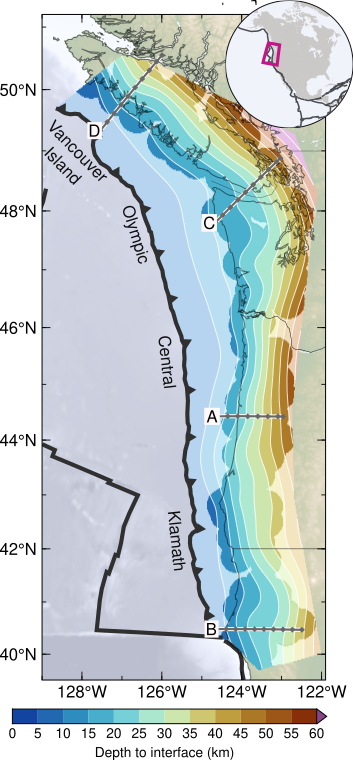 50°N
48°N
46°N
44°N
42°N
40°N
D
Vancouver
Island
Olympic
C
Central
A
Klamath
B
128°W 126°W 124°W 122°W
0 5 10 15 20 25 30 35 40 45 50 55 60
Depth to interface (km)